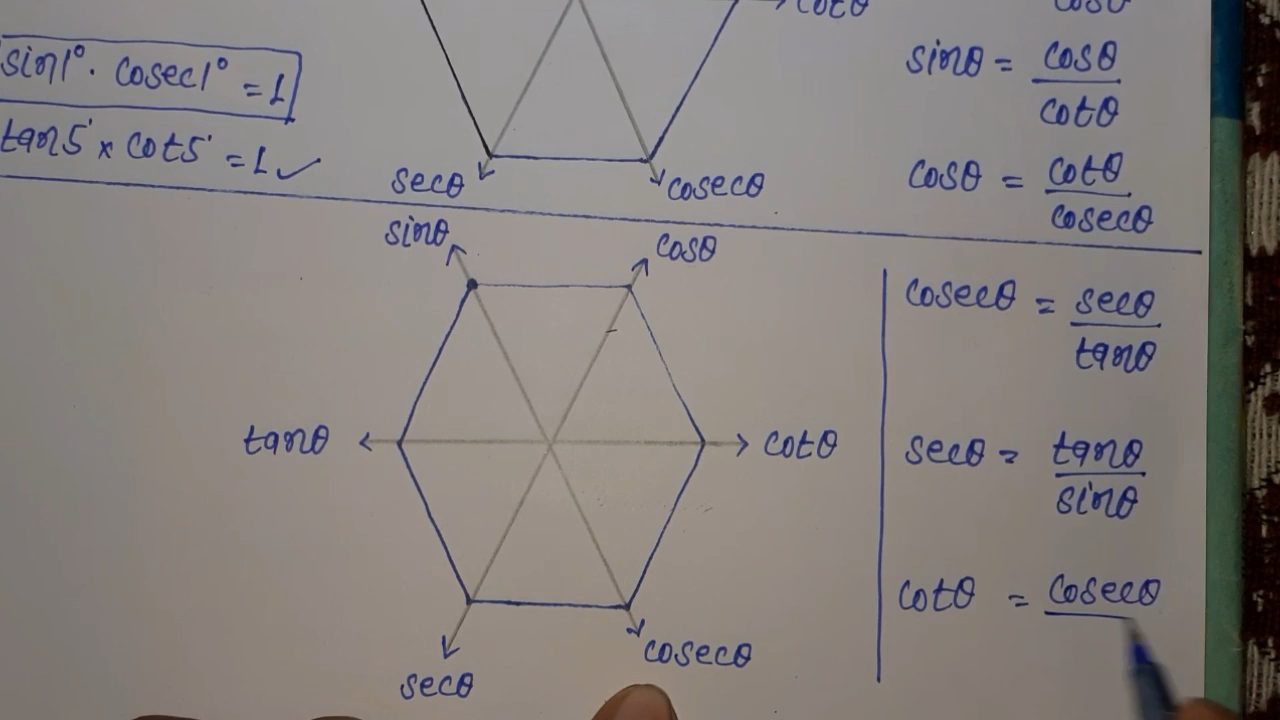 cotθ
cosθ
sin1° . cosec1° = 1
tan5° × cot5° = 1 ✓
sinθ = cosθ
cotθ
cosθ = cotθ
cosecθ
secθ
cosecθ
sinθ
cosθ
tanθ
cotθ
secθ
cosecθ
cosecθ = secθ
tanθ
secθ = tanθ
sinθ
cotθ = cosecθ